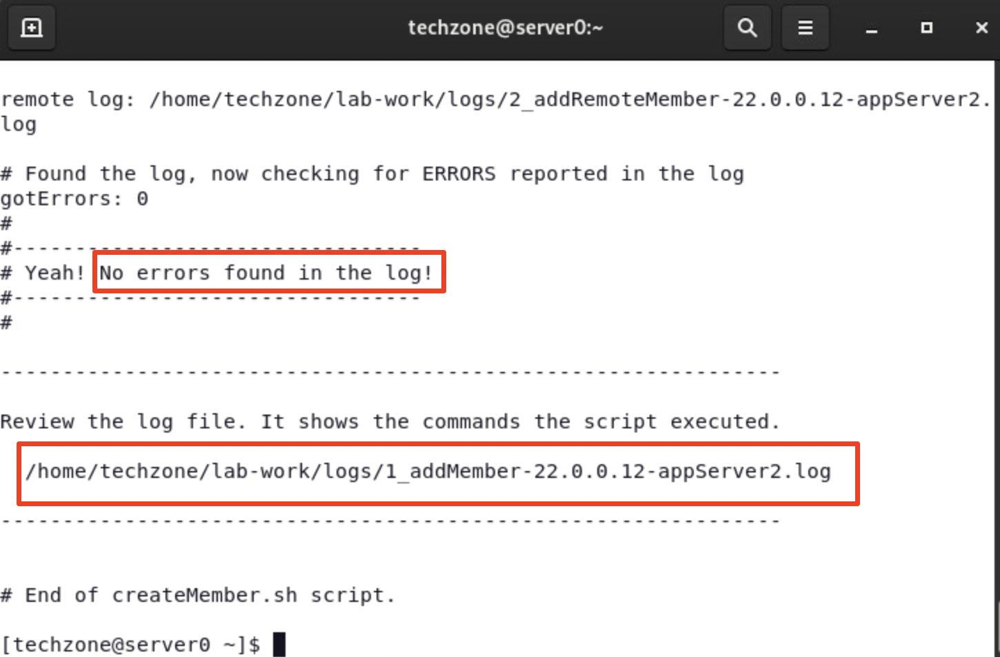 techzone@server0:~
remote log: /home/techzone/lab-work/logs/2_addRemoteMember-22.0.0.12-appServer2.
log
# Found the log, now checking for ERRORS reported in the log
gotErrors: 0
#
#---------------------------------
# Yeah! No errors found in the log!
#---------------------------------
#
---------------------------------------------------------------
Review the log file. It shows the commands the script executed.
/home/techzone/lab-work/logs/1_addMember-22.0.0.12-appServer2.log
---------------------------------------------------------------
# End of createMember.sh script.
[techzone@server0 ~]$